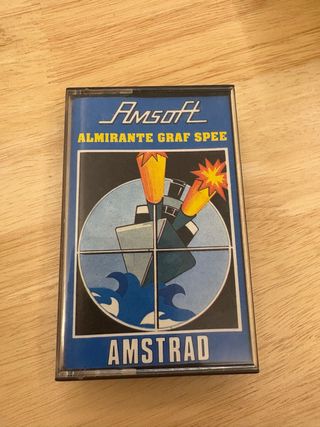 Amsoft
ALMIRANTE GRAF SPEE
AMSTRAD